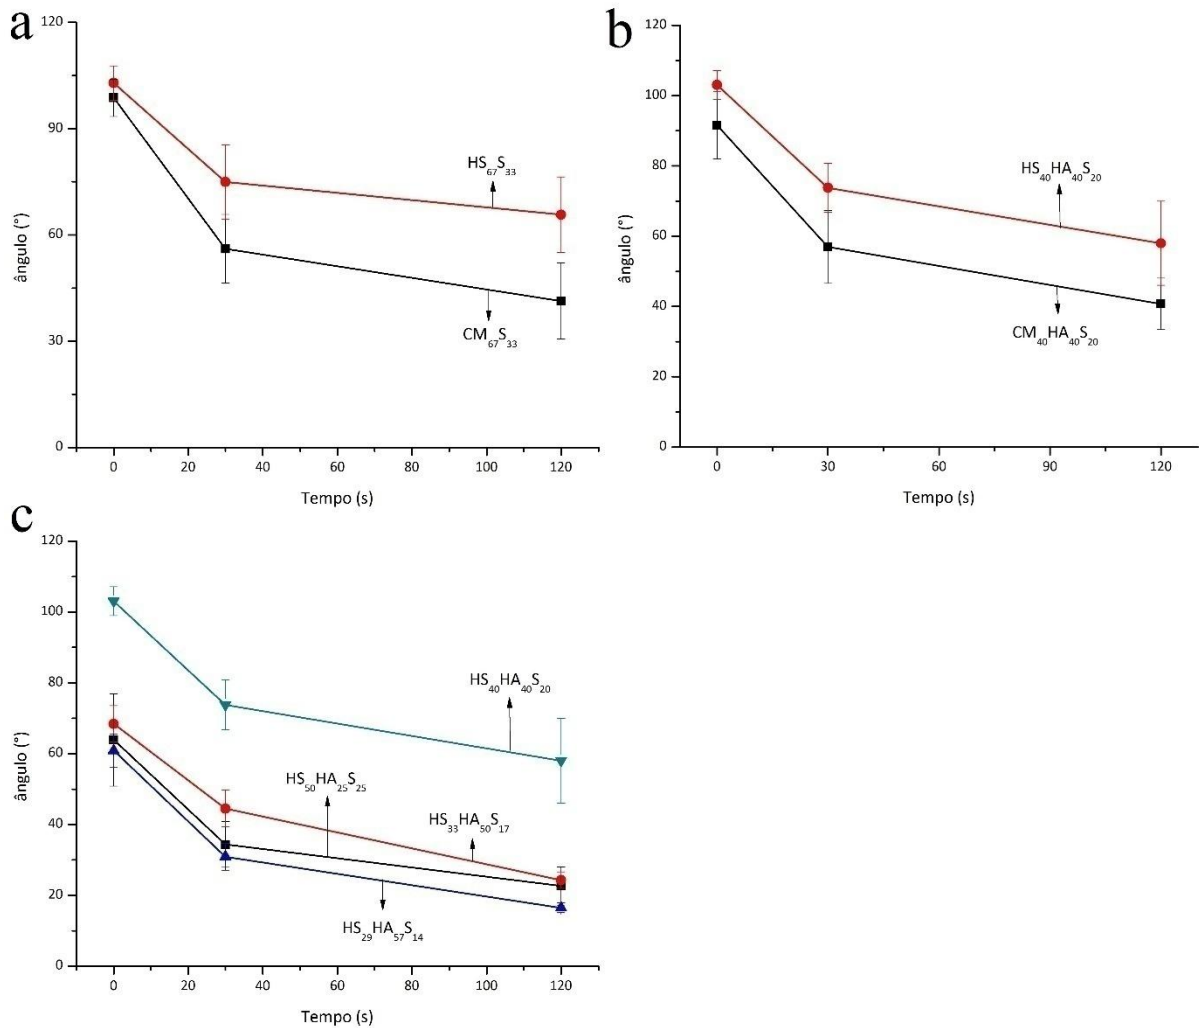 a
120
90
60
30
0
ângulo (°)
HS67S33
CM67S33
0 20 40 60 80 100 120
Tempo (s)
b
120
100
80
60
40
20
0
ângulo (°)
HS40HA40S20
CM40HA40S20
0 30 60 90 120
Tempo (s)
c
120
100
80
60
40
20
0
ângulo (°)
HS40HA40S20
HS50HA25S25
HS33HA50S17
HS29HA57S14
0 20 40 60 80 100 120
Tempo (s)